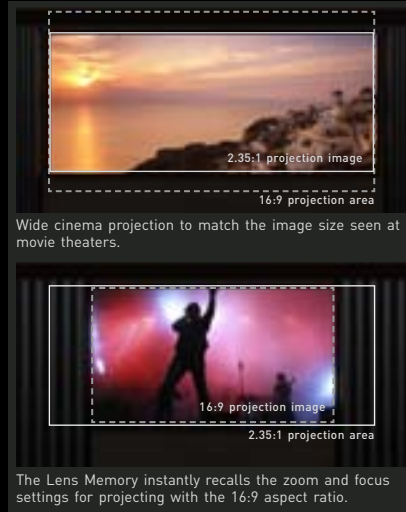 2.35:1 projection image
16:9 projection area
Wide cinema projection to match the image size seen at
movie theaters.
16:9 projection image
2.35:1 projection area
The Lens Memory instantly recalls the zoom and focus
settings for projecting with the 16:9 aspect ratio.